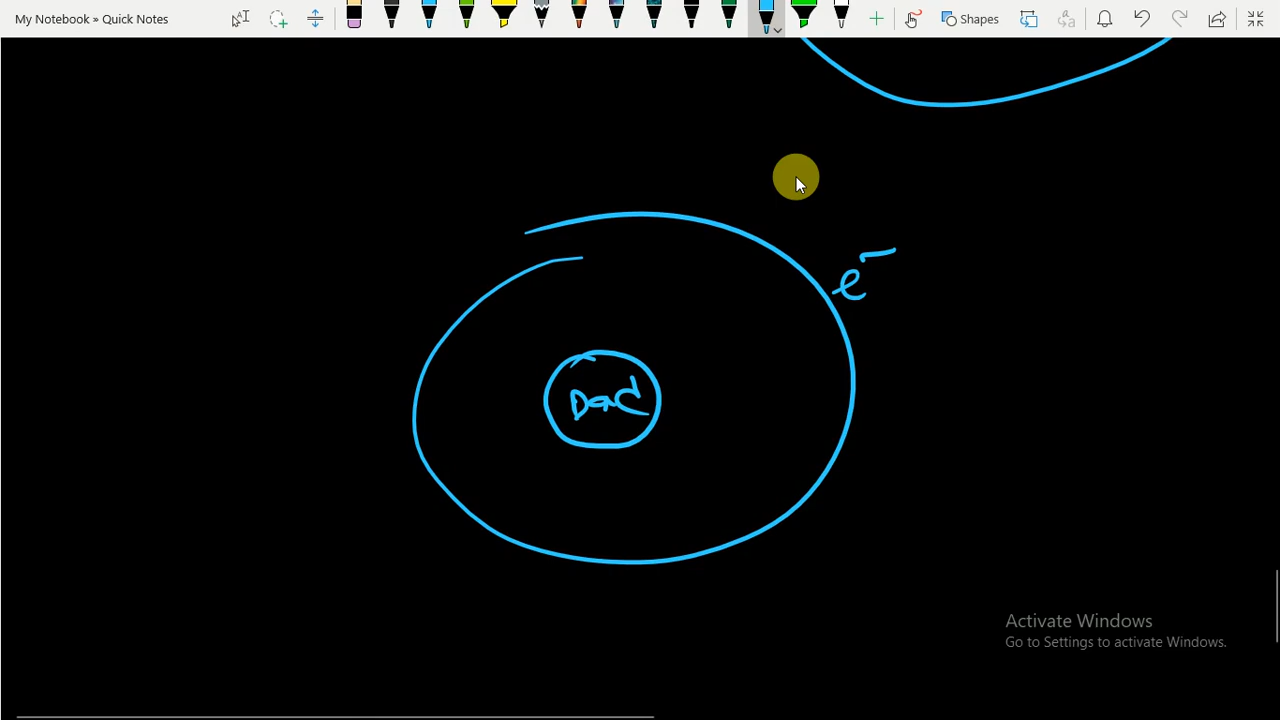 My Notebook » Quick Notes
Shapes
e⁻
Dad
Activate Windows
Go to Settings to activate Windows.